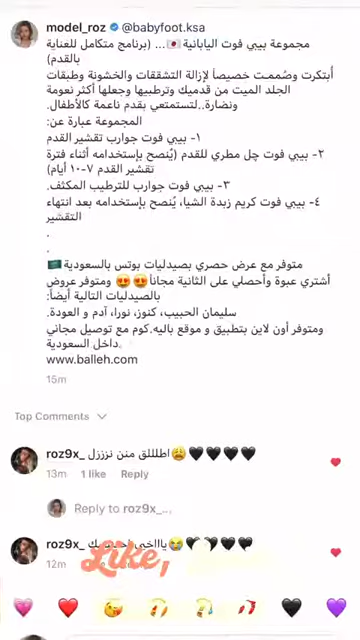 model_roz @babyfoot.ksa
مجموعة بيبي فوت اليابانية🇯🇵... (برنامج متكامل للعناية
بالقدم)
أُبتكرت وصُممت خصيصاً لإزالة التشققات والخشونة وطبقات
الجلد الميت من قدميك وترطيبها وجعلها أكثر نعومة
ونضارة..لتستمتعي بقدم ناعمة كالأطفال.
المجموعة عبارة عن:
١- بيبي فوت جوارب تقشير القدم
٢- بيبي فوت چل مطري للقدم (يُنصح بإستخدامه أثناء فترة
تقشير القدم ٧-١٠ أيام)
٣- بيبي فوت جوارب للترطيب المكثف.
٤- بيبي فوت كريم زبدة الشيا، يُنصح بإستخدامه بعد انتهاء
التقشير
.
.
متوفر مع عرض حصري بصيدليات بوتس بالسعودية🇸🇦
أشتري عبوة وأحصلي على الثانية مجاناً😍😍 ومتوفر عروض
بالصيدليات التالية أيضاً:
سليمان الحبيب، كنوز، نورا، آدم و العودة.
ومتوفر أون لاين بتطبيق و موقع باليه.كوم مع توصيل مجاني
داخل السعودية.
www.balleh.com
15m
Top Comments
roz9x_ اطلللق منن نزززل😩🖤🖤🖤🖤
13m 1 like Reply
Reply to roz9x_...
roz9x_ يااااخي
12m
Like,